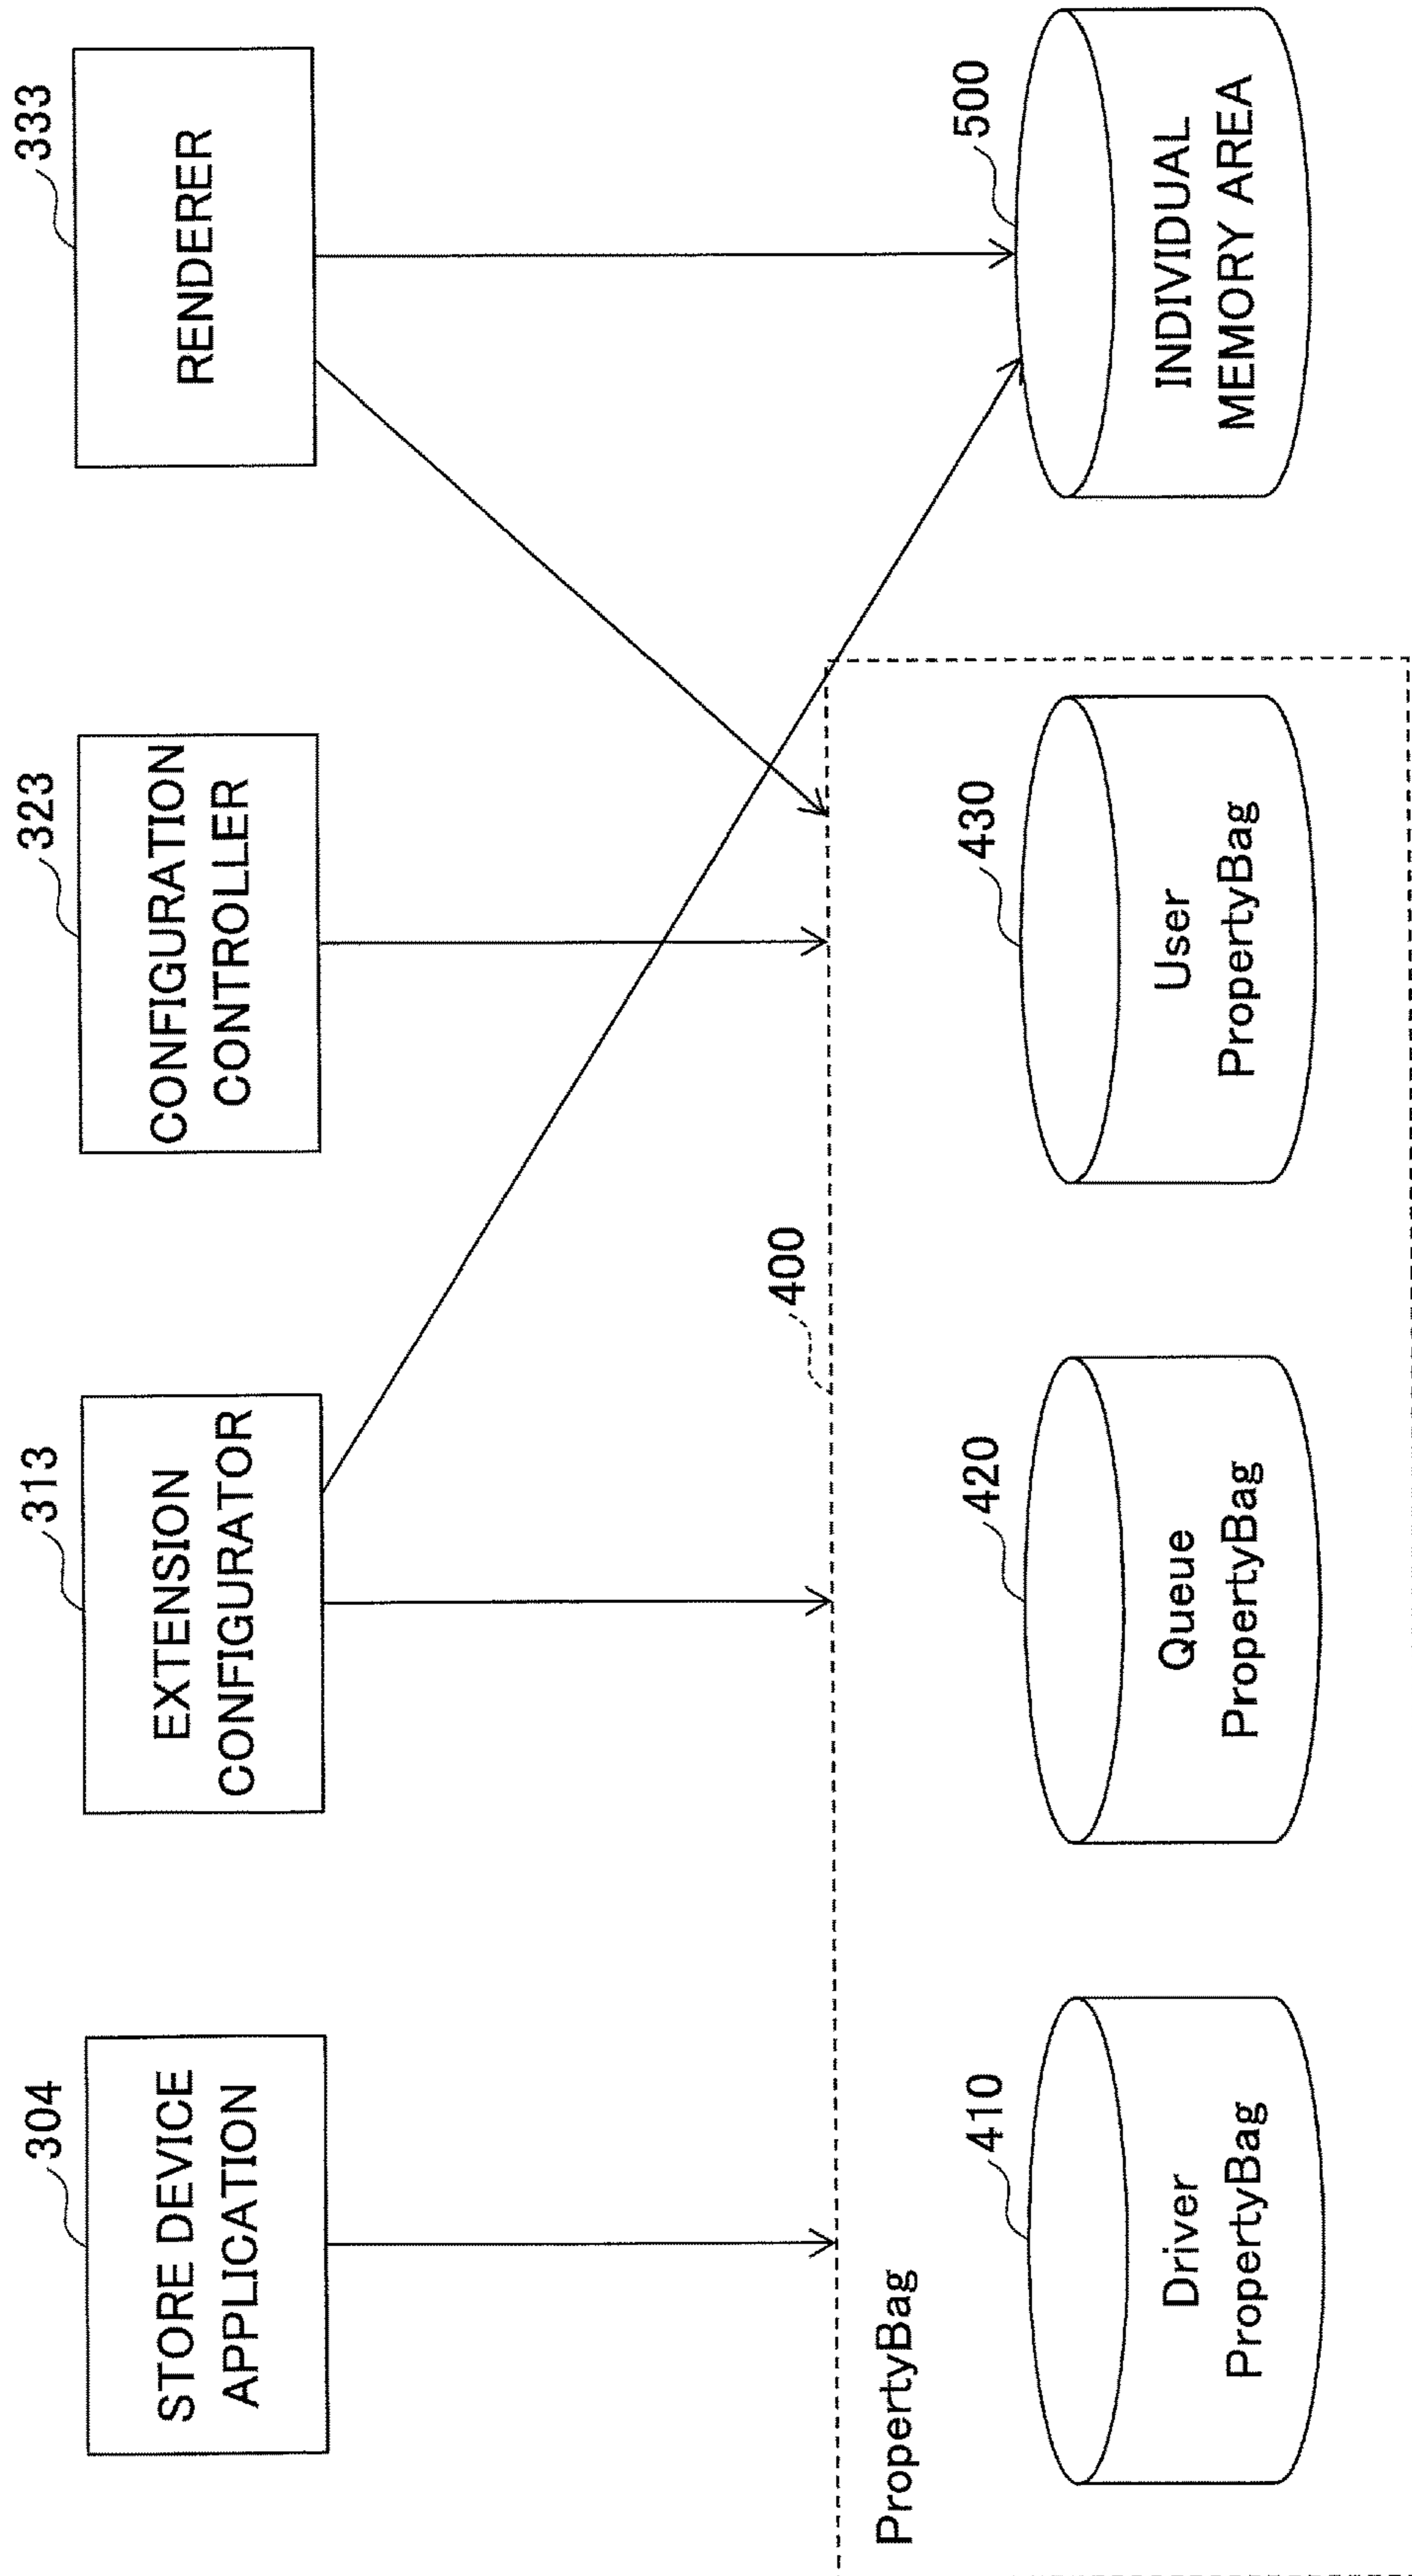 304
STORE DEVICE
APPLICATION
313
EXTENSION
CONFIGURATOR
323
CONFIGURATION
CONTROLLER
333
RENDERER
400
PropertyBag
410
Driver
PropertyBag
420
Queue
PropertyBag
430
User
PropertyBag
500
INDIVIDUAL
MEMORY AREA